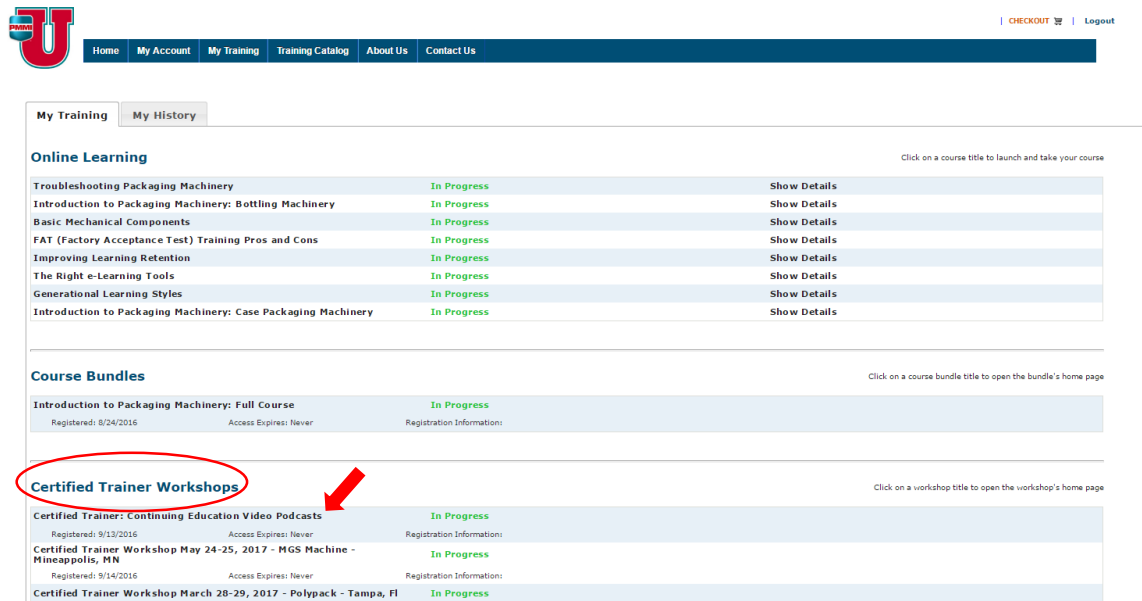 PMMI U
| CHECKOUT | Logout
Home My Account My Training Training Catalog About Us Contact Us
My Training My History
Online Learning Click on a course title to launch and take your course
Troubleshooting Packaging Machinery In Progress Show Details
Introduction to Packaging Machinery: Bottling Machinery In Progress Show Details
Basic Mechanical Components In Progress Show Details
FAT (Factory Acceptance Test) Training Pros and Cons In Progress Show Details
Improving Learning Retention In Progress Show Details
The Right e-Learning Tools In Progress Show Details
Generational Learning Styles In Progress Show Details
Introduction to Packaging Machinery: Case Packaging Machinery In Progress Show Details
Course Bundles Click on a course bundle title to open the bundle's home page
Introduction to Packaging Machinery: Full Course In Progress
Registered: 8/24/2016 Access Expires: Never Registration Information:
Certified Trainer Workshops Click on a workshop title to open the workshop's home page
Certified Trainer: Continuing Education Video Podcasts In Progress
Registered: 9/13/2016 Access Expires: Never Registration Information:
Certified Trainer Workshop May 24-25, 2017 - MGS Machine -
Mineappolis, MN In Progress
Registered: 9/14/2016 Access Expires: Never Registration Information:
Certified Trainer Workshop March 28-29, 2017 - Polypack - Tampa, Fl In Progress